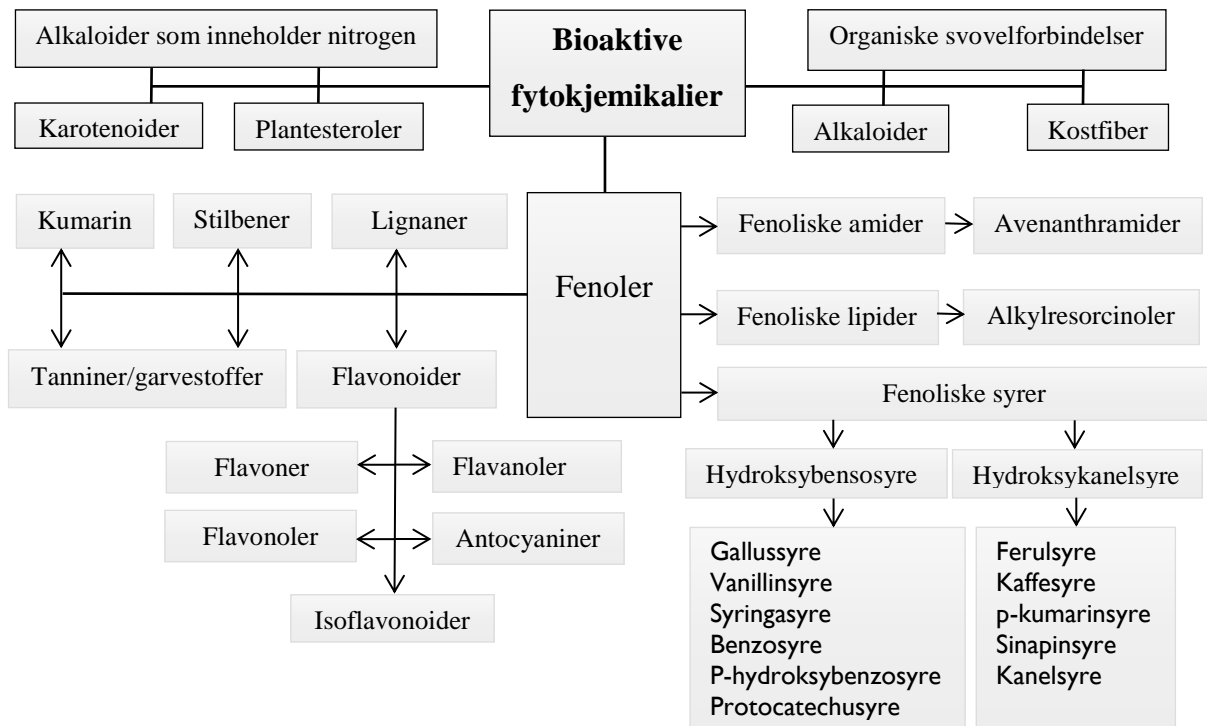 Alkaloider som inneholder nitrogen
Bioaktive
fytokjemikalier
Organiske svovelforbindelser
Karotenoider
Plantesteroler
Alkaloider
Kostfiber
Kumarin
Stilbener
Lignaner
Fenoler
Fenoliske amider
Avenanthramider
Fenoliske lipider
Alkylresorcinoler
Tanniner/garvestoffer
Flavonoider
Fenoliske syrer
Flavoner
Flavanoler
Hydroksybensosyre
Hydroksykanelsyre
Flavonoler
Antocyaniner
Isoflavonoider
Gallussyre
Vanillinsyre
Syringasyre
Benzosyre
P-hydroksybenzosyre
Protocatechusyre
Ferulsyre
Kaffesyre
p-kumarinsyre
Sinapinsyre
Kanelsyre